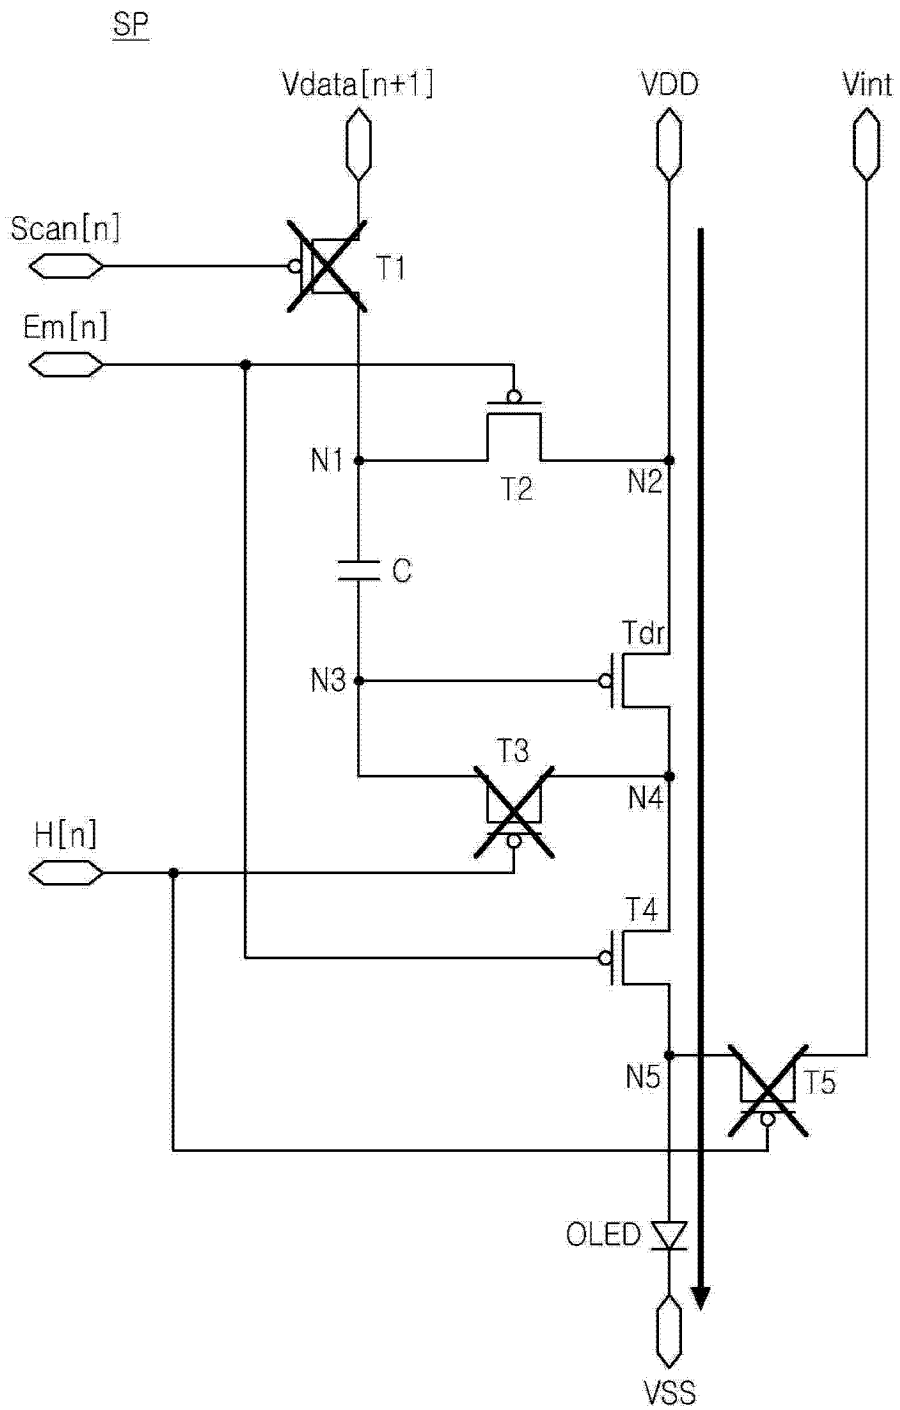 SP
Vdata[n+1]
VDD
Vint
Scan[n]
T1
Em[n]
N1
T2
N2
C
Tdr
N3
T3
N4
H[n]
T4
N5
T5
OLED
VSS